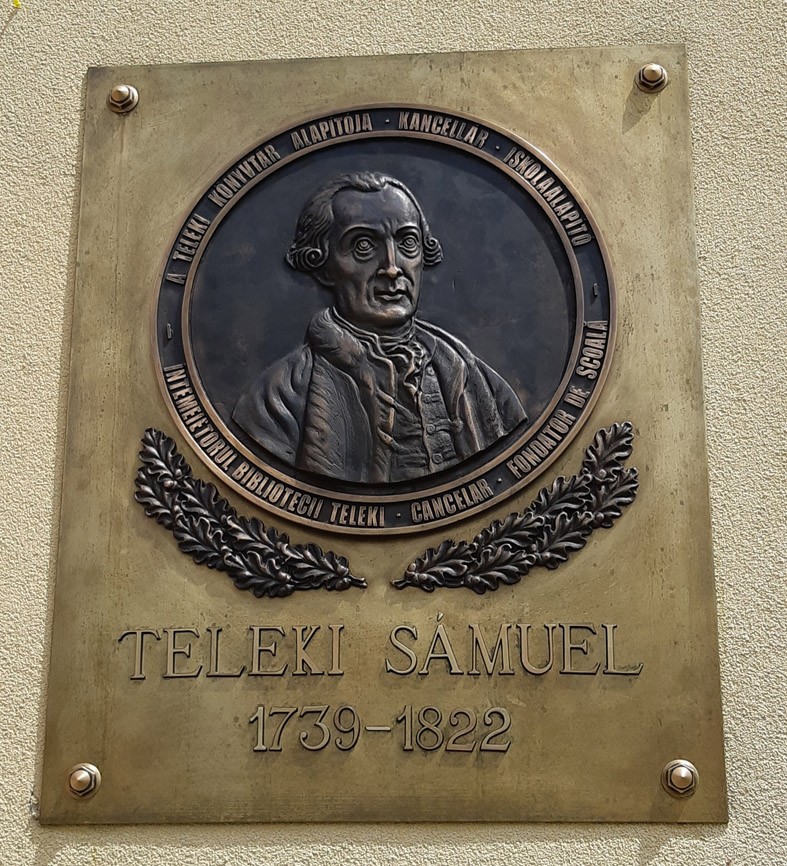 A TELEKI KÖNYVTÁR ALAPÍTÓJA · KANCELLÁR · ISKOLAALAPÍTÓ
ÎNTEMEIETORUL BIBLIOTECII TELEKI · CANCELAR · FONDATOR DE ȘCOALĂ
TELEKI SÁMUEL
1739-1822